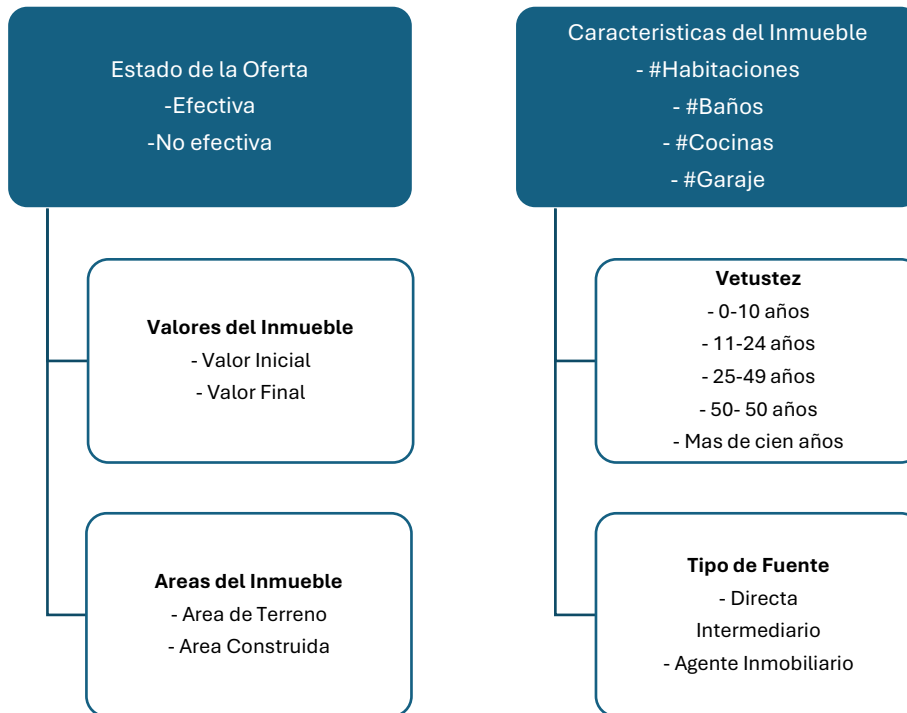 Estado de la Oferta
-Efectiva
-No efectiva
Valores del Inmueble
- Valor Inicial
- Valor Final
Areas del Inmueble
- Area de Terreno
- Area Construida
Caracteristicas del Inmueble
- #Habitaciones
- #Baños
- #Cocinas
- #Garaje
Vetustez
- 0-10 años
- 11-24 años
- 25-49 años
- 50- 50 años
- Mas de cien años
Tipo de Fuente
- Directa
Intermediario
- Agente Inmobiliario